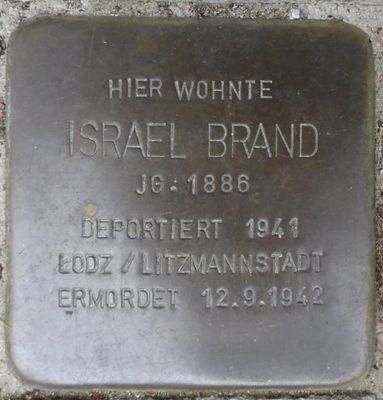 HIER WOHNTE
ISRAEL BRAND
JG. 1886
DEPORTIERT 1941
ŁODZ / LITZMANNSTADT
ERMORDET 12.9.1942